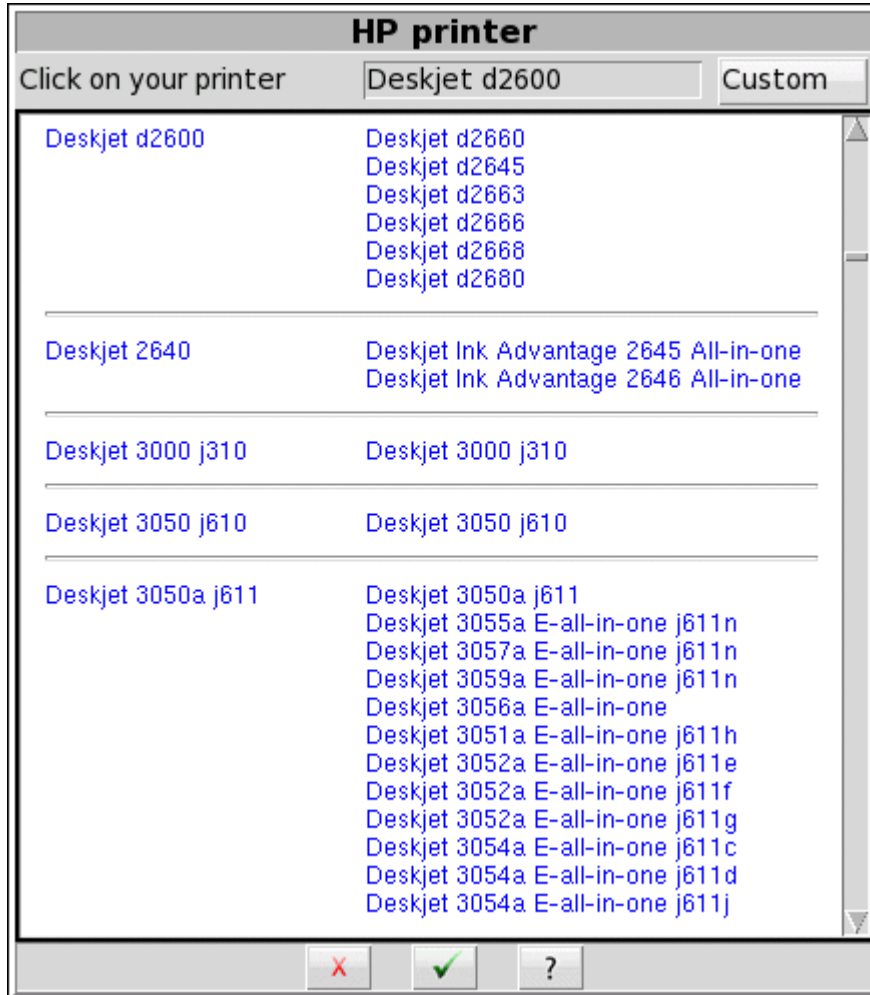 HP printer
Click on your printer Deskjet d2600 Custom
Deskjet d2600 Deskjet d2660
Deskjet d2645
Deskjet d2663
Deskjet d2666
Deskjet d2668
Deskjet d2680
Deskjet 2640 Deskjet Ink Advantage 2645 All-in-one
Deskjet Ink Advantage 2646 All-in-one
Deskjet 3000 j310 Deskjet 3000 j310
Deskjet 3050 j610 Deskjet 3050 j610
Deskjet 3050a j611 Deskjet 3050a j611
Deskjet 3055a E-all-in-one j611n
Deskjet 3057a E-all-in-one j611n
Deskjet 3059a E-all-in-one j611n
Deskjet 3056a E-all-in-one
Deskjet 3051a E-all-in-one j611h
Deskjet 3052a E-all-in-one j611e
Deskjet 3052a E-all-in-one j611f
Deskjet 3052a E-all-in-one j611g
Deskjet 3054a E-all-in-one j611c
Deskjet 3054a E-all-in-one j611d
Deskjet 3054a E-all-in-one j611j
X ?